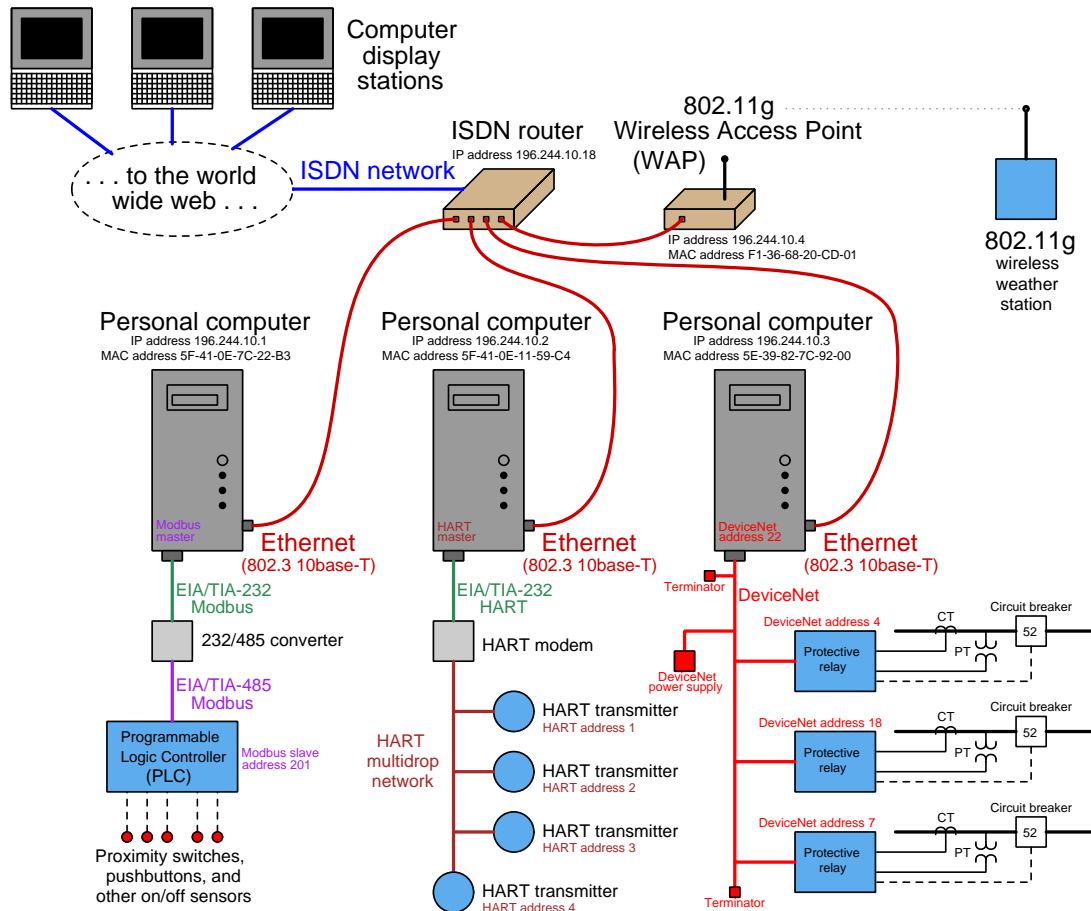 Computer
display
stations
802.11g
ISDN router
IP address 196.244.10.18
Wireless Access Point
(WAP)
ISDN network
. . . to the world
wide web . . .
IP address 196.244.10.4
MAC address F1-36-68-20-CD-01
802.11g
wireless
weather
station
Personal computer
IP address 196.244.10.1
MAC address 5F-41-0E-7C-22-B3
Personal computer
IP address 196.244.10.2
MAC address 5F-41-0E-11-59-C4
Personal computer
IP address 196.244.10.3
MAC address 5E-39-82-7C-92-00
Modbus
master
Ethernet
(802.3 10base-T)
HART
master
Ethernet
(802.3 10base-T)
DeviceNet
address 22
Ethernet
(802.3 10base-T)
EIA/TIA-232
Modbus
232/485 converter
EIA/TIA-485
Modbus
Programmable
Logic Controller
(PLC)
Modbus slave
address 201
Proximity switches,
pushbuttons, and
other on/off sensors
EIA/TIA-232
HART
HART modem
HART
multidrop
network
HART transmitter
HART address 1
HART transmitter
HART address 2
HART transmitter
HART address 3
HART transmitter
HART address 4
Terminator
DeviceNet
DeviceNet
power supply
DeviceNet address 4
Protective
relay
CT
PT
Circuit breaker
52
DeviceNet address 18
Protective
relay
CT
PT
Circuit breaker
52
DeviceNet address 7
Protective
relay
CT
PT
Circuit breaker
52
Terminator